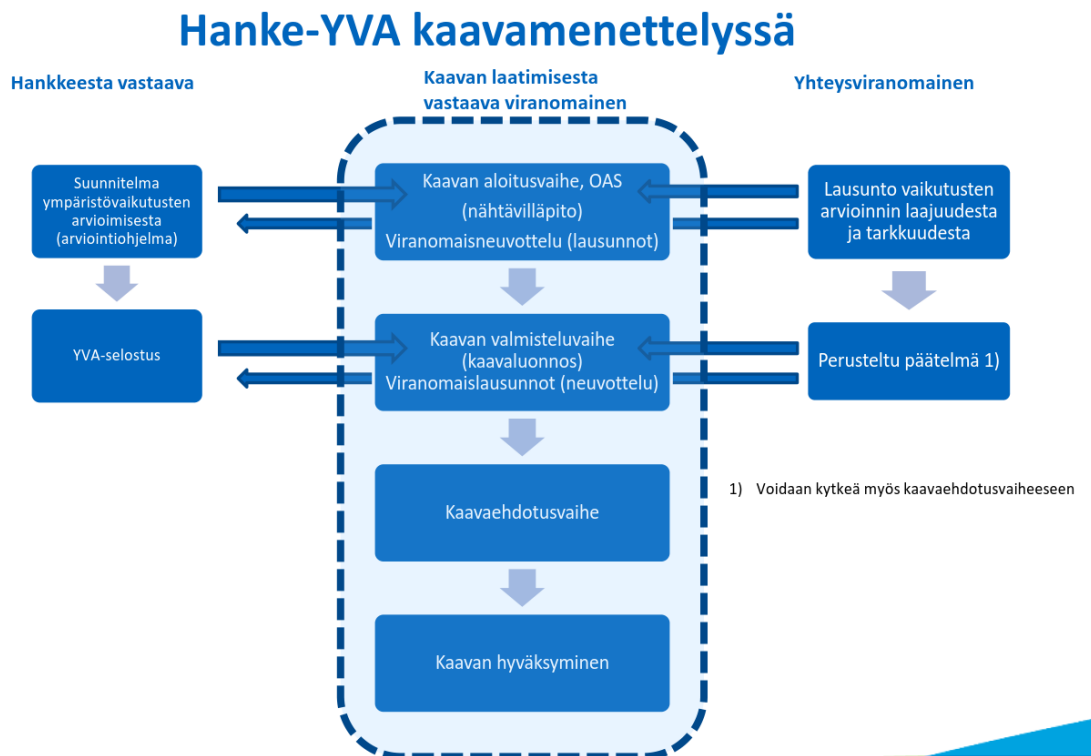 Hanke-YVA kaavamenettelyssä
Hankkeesta vastaava
Kaavan laatimisesta
vastaava viranomainen
Yhteysviranomainen
Suunnitelma
ympäristövaikutusten
arvioimisesta
(arviointiohjelma)
Kaavan aloitusvaihe, OAS
(nähtävilläpito)
Viranomaisneuvottelu (lausunnot)
Lausunto vaikutusten
arvioinnin laajuudesta
ja tarkkuudesta
YVA-selostus
Kaavan valmisteluvaihe
(kaavaluonnos)
Viranomaislausunnot (neuvottelu)
Perusteltu päätelmä 1)
Kaavaehdotusvaihe
1) Voidaan kytkeä myös kaavaehdotusvaiheeseen
Kaavan hyväksyminen